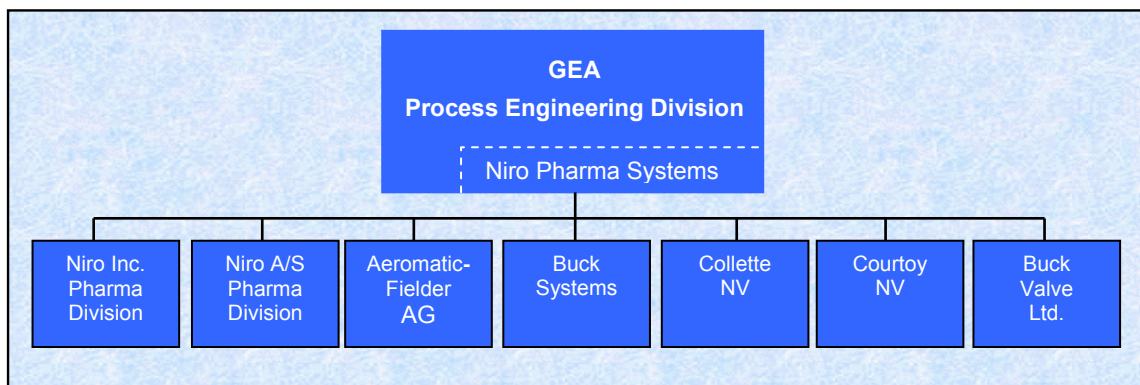 GEA
Process Engineering Division
Niro Pharma Systems
Niro Inc.
Pharma
Division
Niro A/S
Pharma
Division
Aeromatic-
Fielder
AG
Buck
Systems
Collette
NV
Courtoy
NV
Buck
Valve
Ltd.